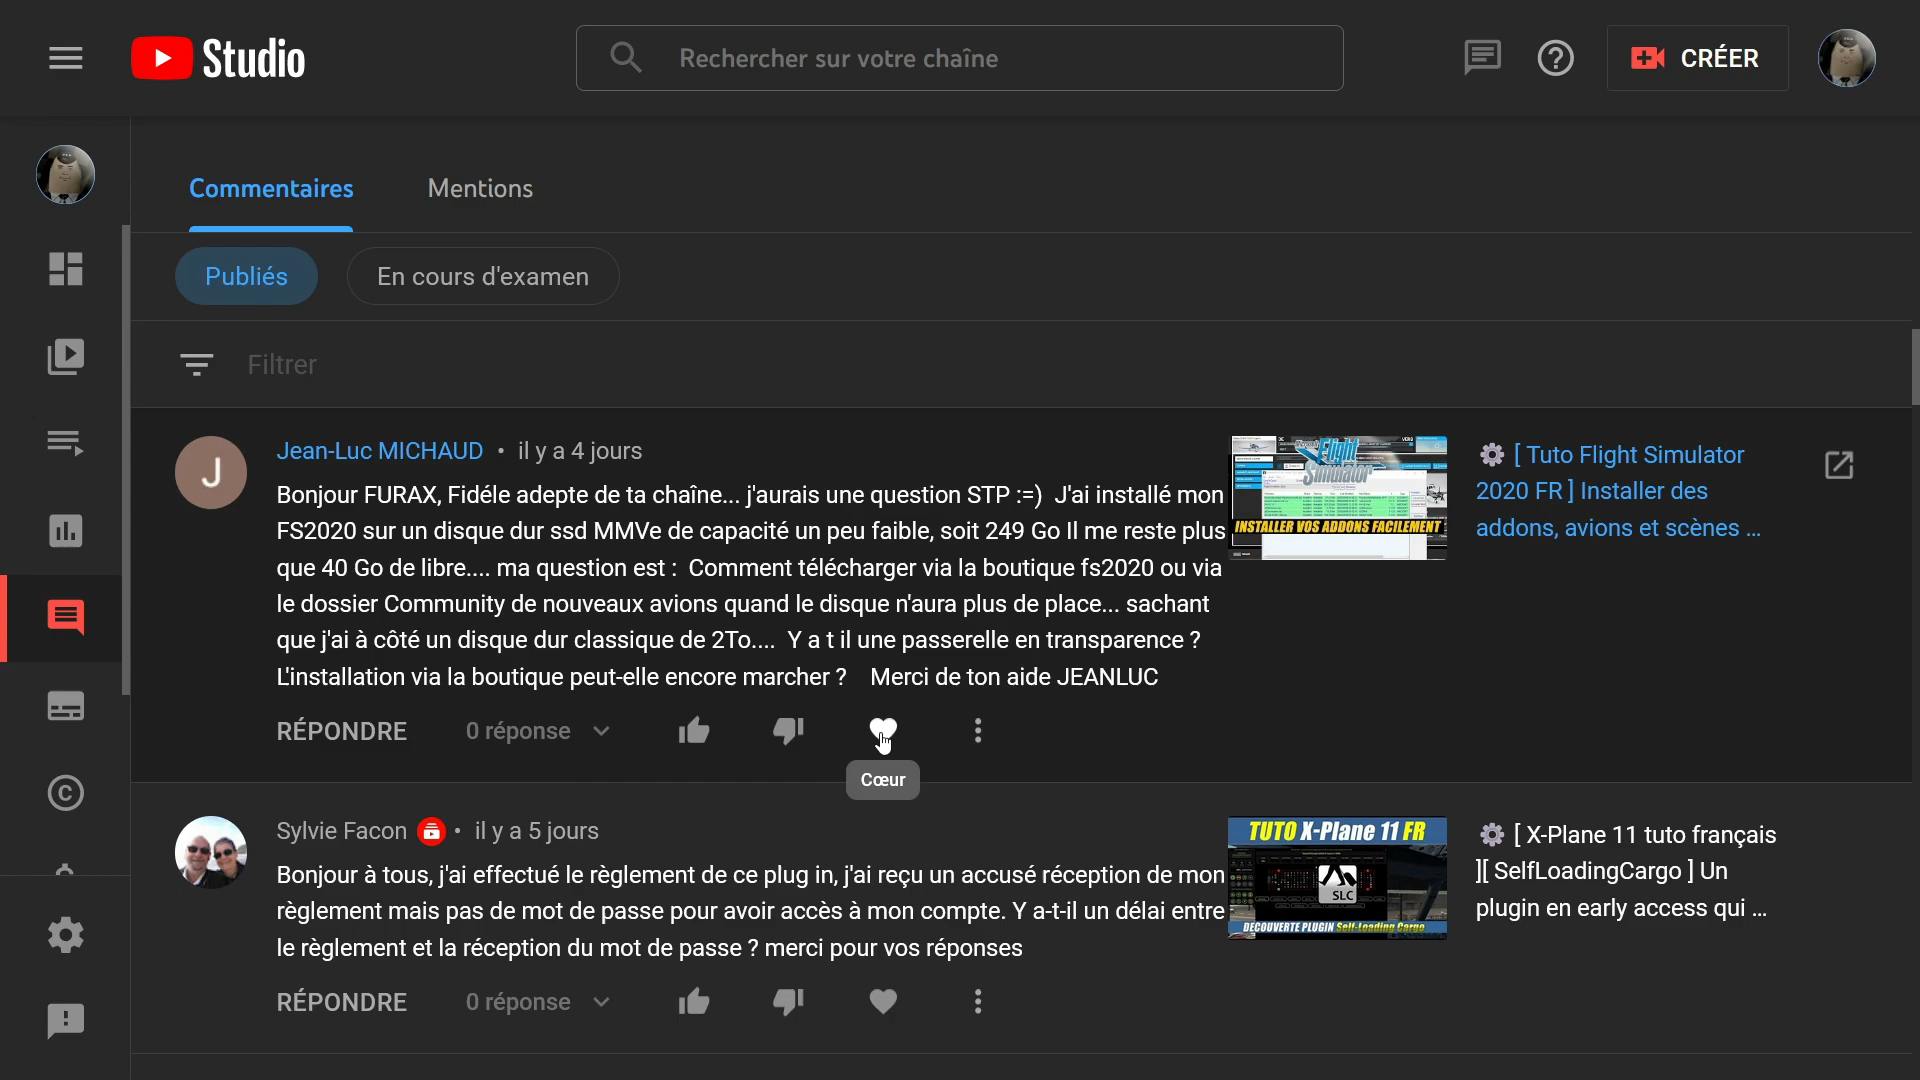 Studio
Rechercher sur votre chaîne
CRÉER
Commentaires
Mentions
Publiés
En cours d'examen
Filtrer
J
Jean-Luc MICHAUD • il y a 4 jours
Bonjour FURAX, Fidéle adepte de ta chaîne... j'aurais une question STP :=) J'ai installé mon
FS2020 sur un disque dur ssd MMVe de capacité un peu faible, soit 249 Go Il me reste plus
que 40 Go de libre.... ma question est : Comment télécharger via la boutique fs2020 ou via
le dossier Community de nouveaux avions quand le disque n'aura plus de place... sachant
que j'ai à côté un disque dur classique de 2To.... Y a t il une passerelle en transparence ?
L'installation via la boutique peut-elle encore marcher ? Merci de ton aide JEANLUC
Flight
Simulator
INSTALLER VOS ADDONS FACILEMENT
[ Tuto Flight Simulator
2020 FR ] Installer des
addons, avions et scènes ...
RÉPONDRE
0 réponse
Cœur
Sylvie Facon • il y a 5 jours
Bonjour à tous, j'ai effectué le règlement de ce plug in, j'ai reçu un accusé réception de mon
règlement mais pas de mot de passe pour avoir accès à mon compte. Y a-t-il un délai entre
le règlement et la réception du mot de passe ? merci pour vos réponses
TUTO X-Plane 11 FR
SLC
DECOUVERTE PLUGIN Self-Loading Cargo
[ X-Plane 11 tuto français
][ SelfLoadingCargo ] Un
plugin en early access qui ...
RÉPONDRE
0 réponse